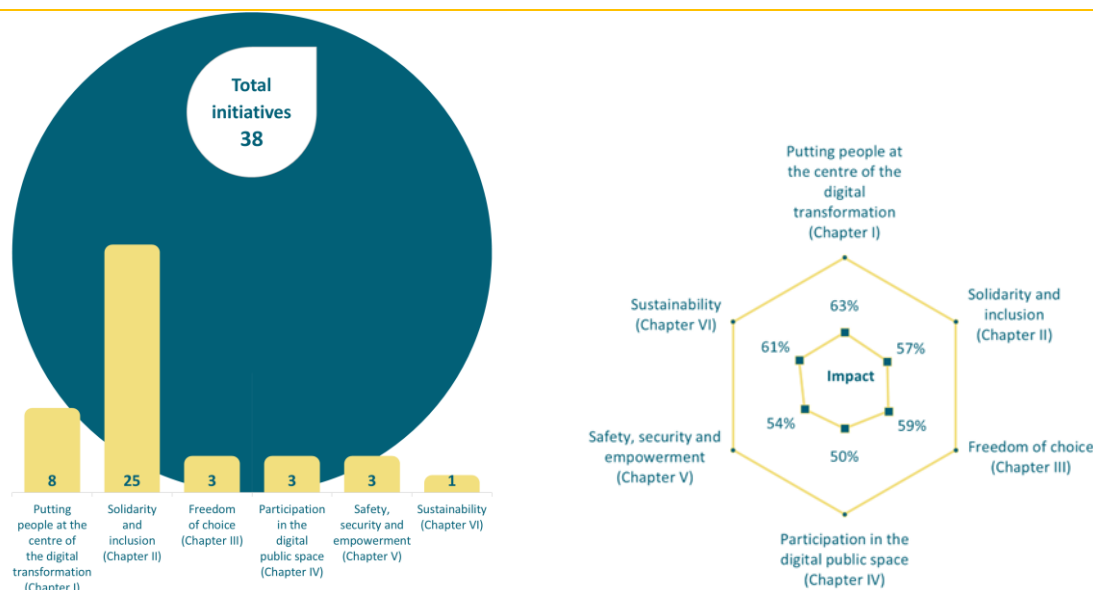 Total
initiatives
38
8
25
3
3
3
1
Putting
people at the
centre of
the digital
transformation
(Chapter I)
Solidarity
and
inclusion
(Chapter II)
Freedom
of choice
(Chapter III)
Participation
in the
digital
public space
(Chapter IV)
Safety,
security and
empowerment
(Chapter V)
Sustainability
(Chapter VI)
Putting people at
the centre of the
digital
transformation
(Chapter I)
Sustainability
(Chapter VI)
Solidarity and
inclusion
(Chapter II)
63%
61%
57%
Impact
54%
59%
50%
Safety, security and
empowerment
(Chapter V)
Freedom of choice
(Chapter III)
Participation in the
digital public space
(Chapter IV)